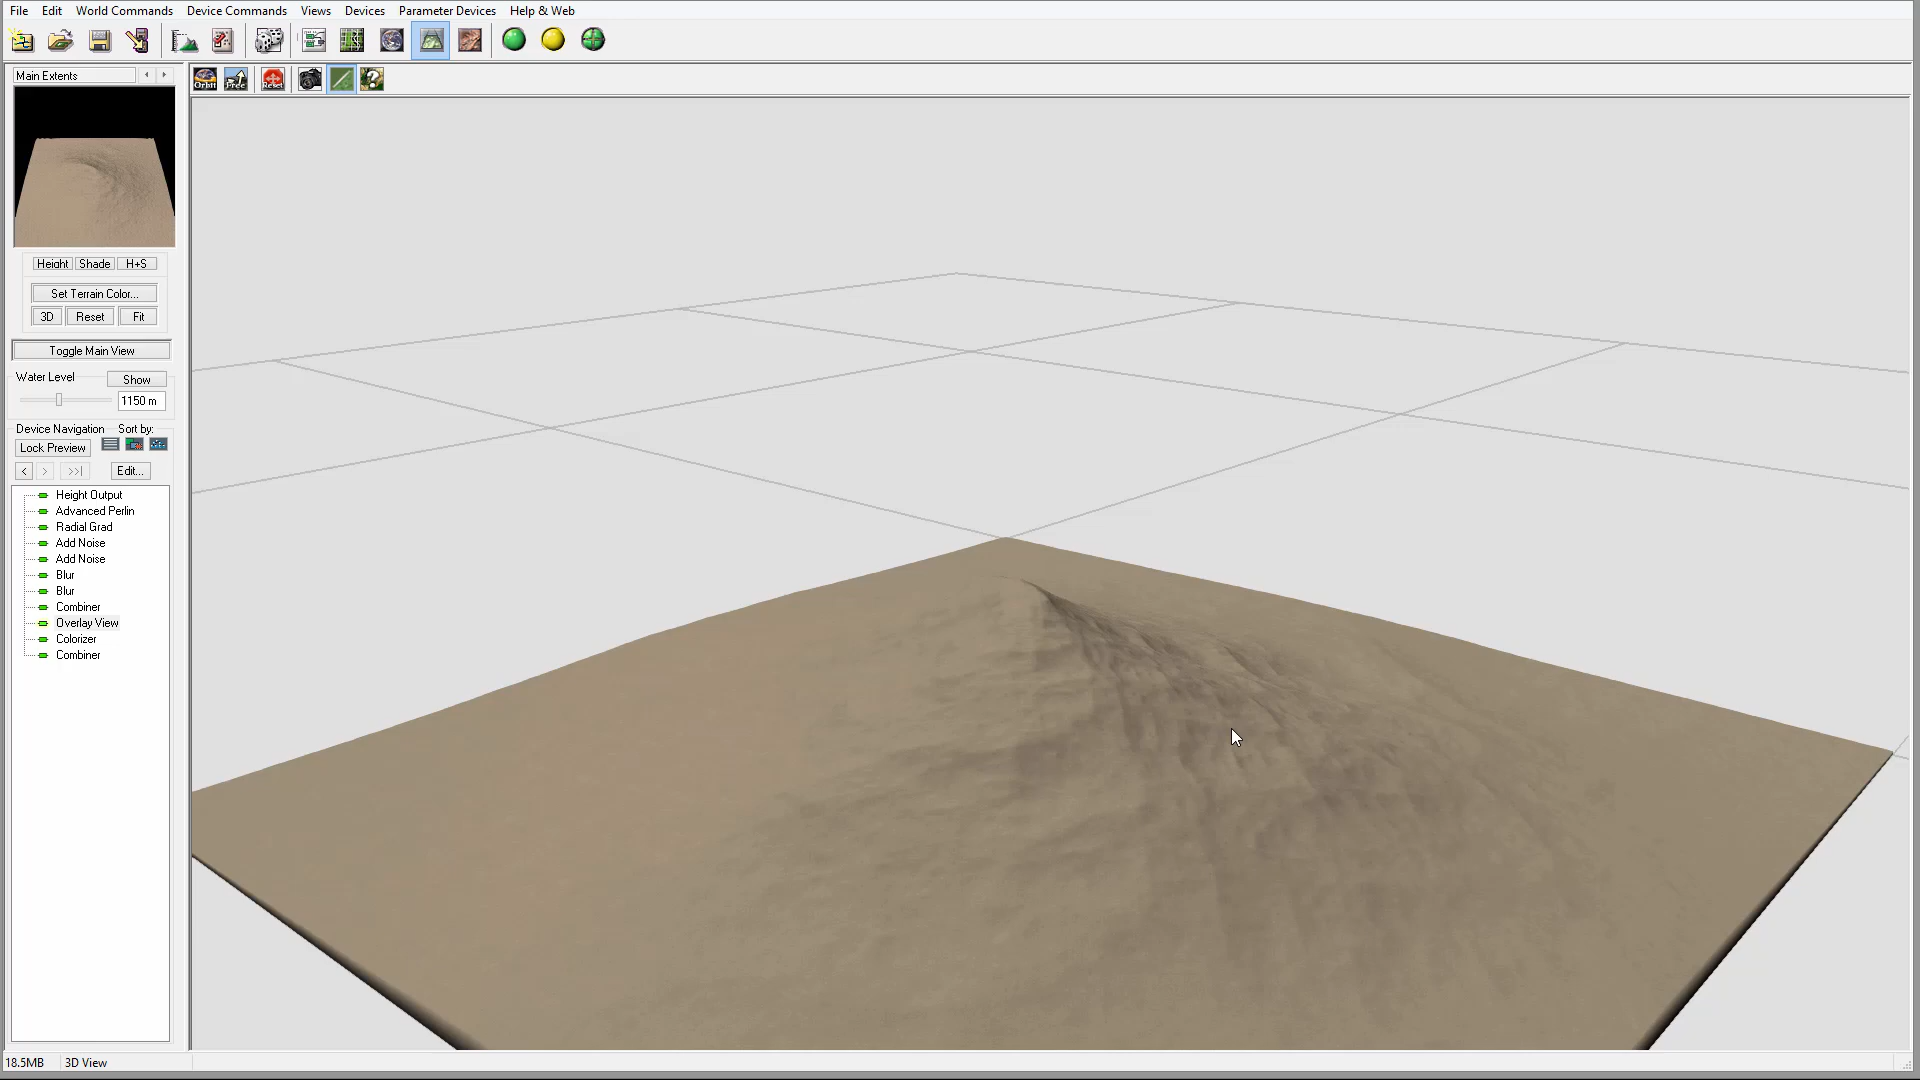 File Edit World Commands Device Commands Views Devices Parameter Devices Help & Web
Main Extents
Orbit Free Reset
Height Shade H+S
Set Terrain Color...
3D Reset Fit
Toggle Main View
Water Level Show
1150 m
Device Navigation Sort by:
Lock Preview
< > >>| Edit...
Height Output
Advanced Perlin
Radial Grad
Add Noise
Add Noise
Blur
Blur
Combiner
Overlay View
Colorizer
Combiner
18.5MB 3D View